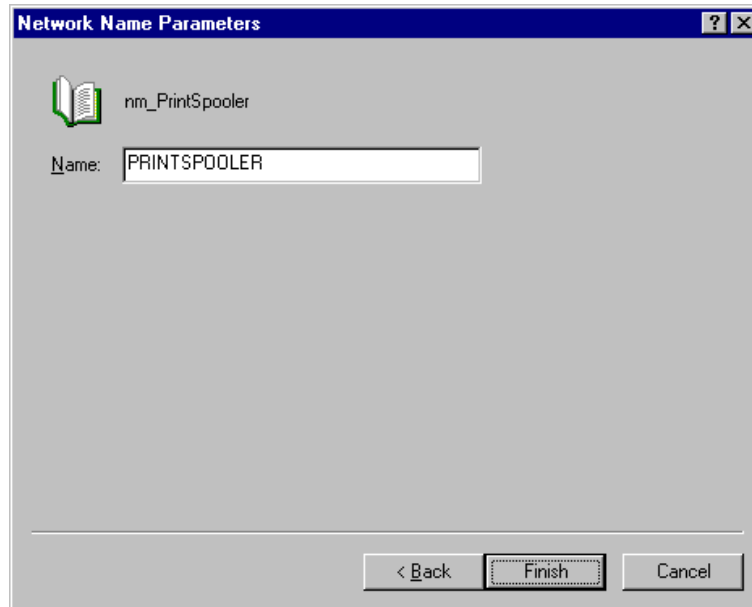 Network Name Parameters
nm_PrintSpooler
Name: PRINTSPOOLER
< Back Finish Cancel